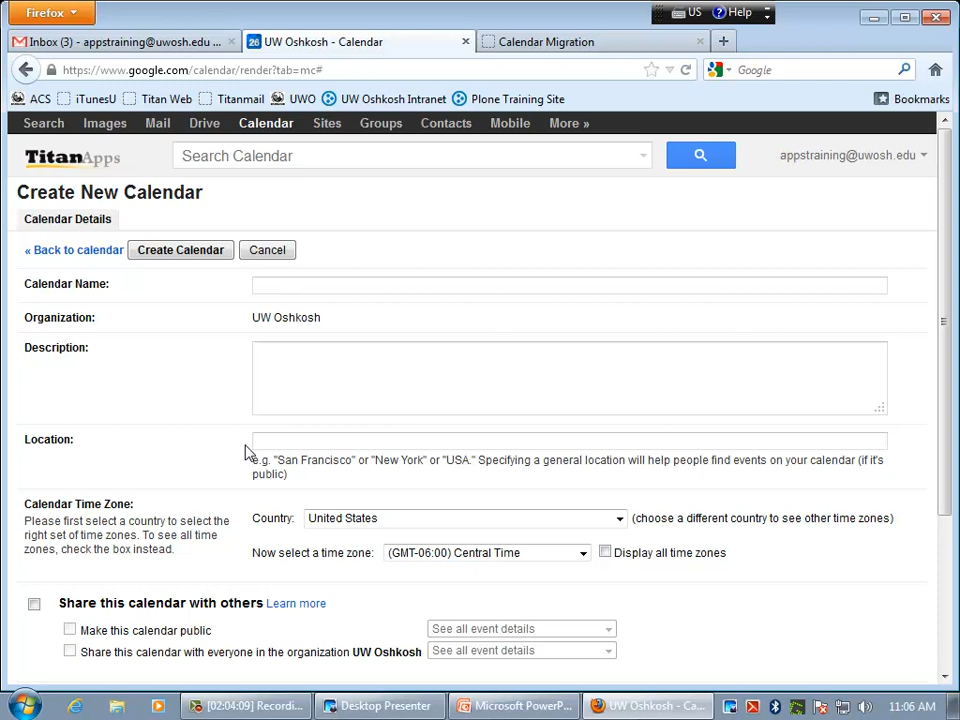 Firefox
US Help
Inbox (3) - appstraining@uwosh.edu ...
26 UW Oshkosh - Calendar
Calendar Migration
https://www.google.com/calendar/render?tab=mc#
Google
ACS iTunesU Titan Web Titanmail UWO UW Oshkosh Intranet Plone Training Site Bookmarks
Search Images Mail Drive Calendar Sites Groups Contacts Mobile More »
TitanApps
Search Calendar
appstraining@uwosh.edu
Create New Calendar
Calendar Details
« Back to calendar Create Calendar Cancel
Calendar Name:
Organization: UW Oshkosh
Description:
Location:
e.g. "San Francisco" or "New York" or "USA." Specifying a general location will help people find events on your calendar (if it's
public)
Calendar Time Zone:
Please first select a country to select the
right set of time zones. To see all time
zones, check the box instead.
Country: United States (choose a different country to see other time zones)
Now select a time zone: (GMT-06:00) Central Time Display all time zones
Share this calendar with others Learn more
Make this calendar public See all event details
Share this calendar with everyone in the organization UW Oshkosh See all event details
[02:04:09] Recordi...
Desktop Presenter
Microsoft PowerP...
UW Oshkosh - Ca...
11:06 AM